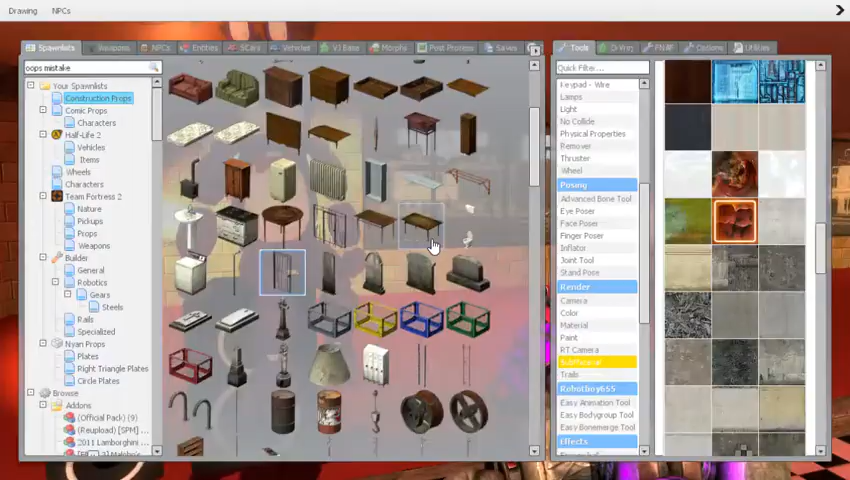 Drawing NPCs
Spawnlists Weapons NPCs Entities SCars Vehicles VJ Base Morphs Post Process Saves
oops mistake
Your Spawnlists
Construction Props
Comic Props
Characters
Half-Life 2
Vehicles
Items
Wheels
Characters
Team Fortress 2
Nature
Pickups
Props
Weapons
Builder
General
Robotics
Gears
Steels
Rails
Specialized
Nyan Props
Plates
Right Triangle Plates
Circle Plates
Browse
Addons
(Official Pack) (9)
(Reupload) [SPM] ...
2011 Lamborghini ...
Tools D.Vray FNAF Customs Utilities
Quick Filter...
Keypad - Wire
Lamps
Light
No Collide
Physical Properties
Remover
Thruster
Wheel
Posing
Advanced Bone Tool
Eye Poser
Face Poser
Finger Poser
Inflator
Joint Tool
Stand Pose
Render
Camera
Color
Material
Paint
RT Camera
SubMaterial
Trails
Robotboy655
Easy Animation Tool
Easy Bodygroup Tool
Easy Bonemerge Tool
Effects